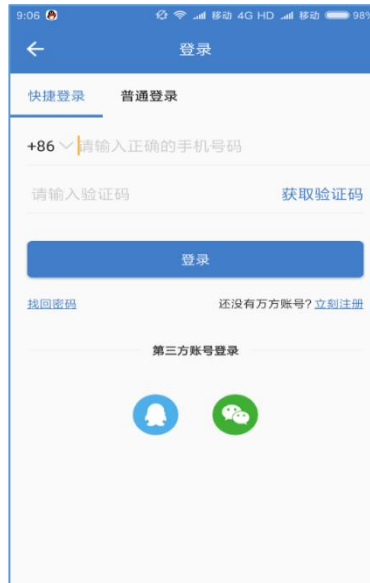 9:06 移动 4G HD 移动 98%
登录
快捷登录 普通登录
+86 请输入正确的手机号码
请输入验证码 获取验证码
登录
找回密码 还没有万方账号? 立刻注册
第三方账号登录